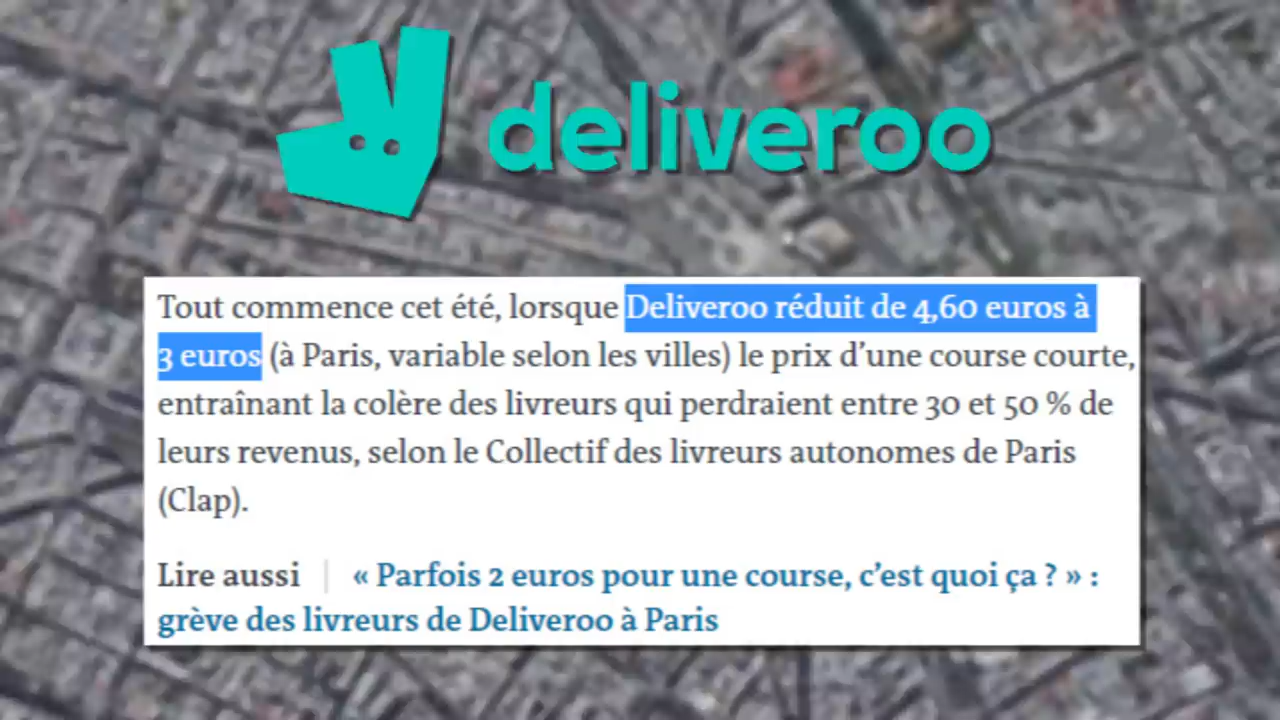 deliveroo
Tout commence cet été, lorsque Deliveroo réduit de 4,60 euros à
3 euros (à Paris, variable selon les villes) le prix d’une course courte,
entraînant la colère des livreurs qui perdraient entre 30 et 50 % de
leurs revenus, selon le Collectif des livreurs autonomes de Paris
(Clap).
Lire aussi | « Parfois 2 euros pour une course, c’est quoi ça ? » :
grève des livreurs de Deliveroo à Paris